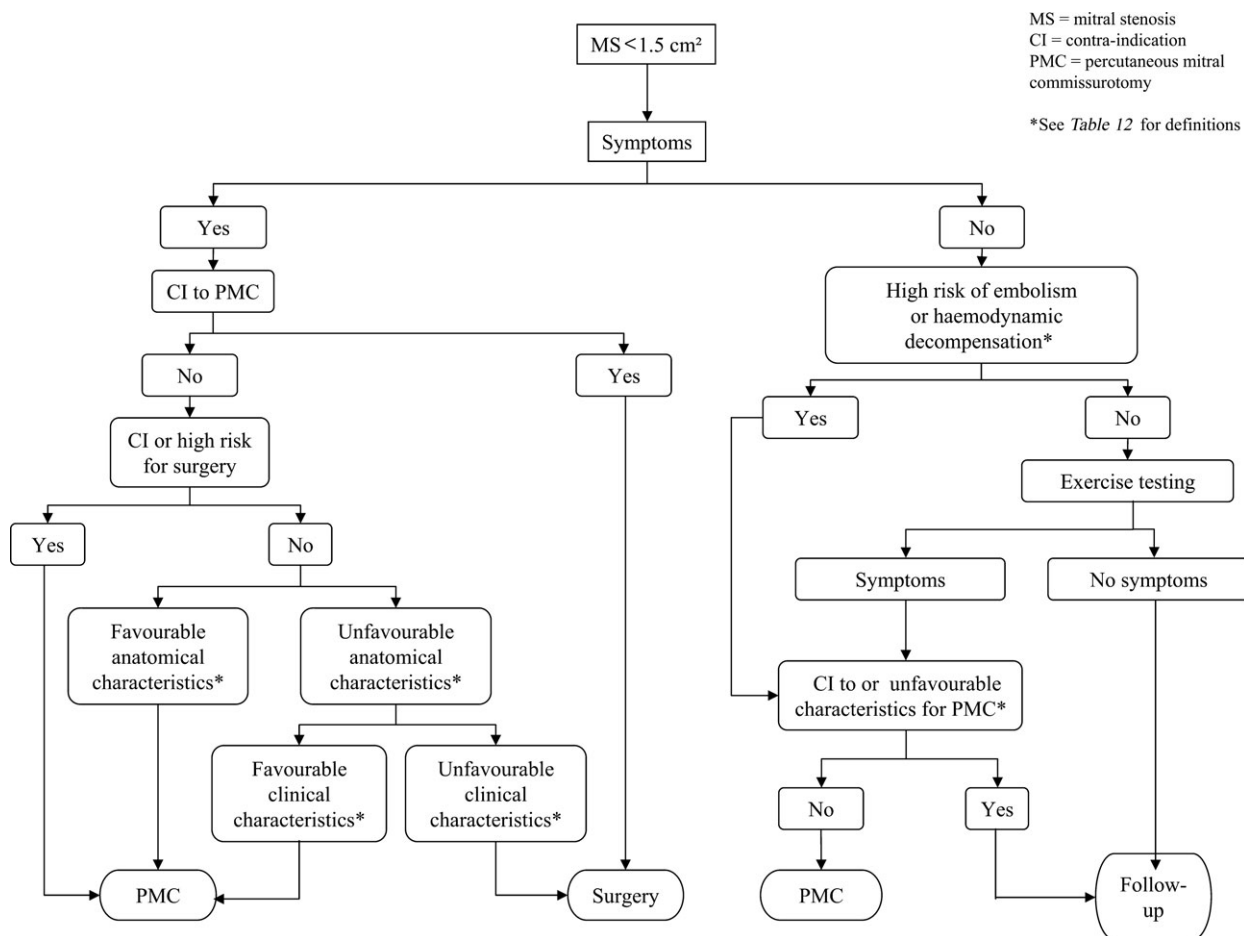 MS = mitral stenosis
CI = contra-indication
PMC = percutaneous mitral
commissurotomy
*See Table 12 for definitions
MS<1.5 cm²
Symptoms
Yes
No
CI to PMC
High risk of embolism
or haemodynamic
decompensation*
No
Yes
Yes
No
CI or high risk
for surgery
Exercise testing
Yes
No
Symptoms
No symptoms
Favourable
anatomical
characteristics*
Unfavourable
anatomical
characteristics*
CI to or unfavourable
characteristics for PMC*
Favourable
clinical
characteristics*
Unfavourable
clinical
characteristics*
No
Yes
PMC
Surgery
PMC
Follow-
up